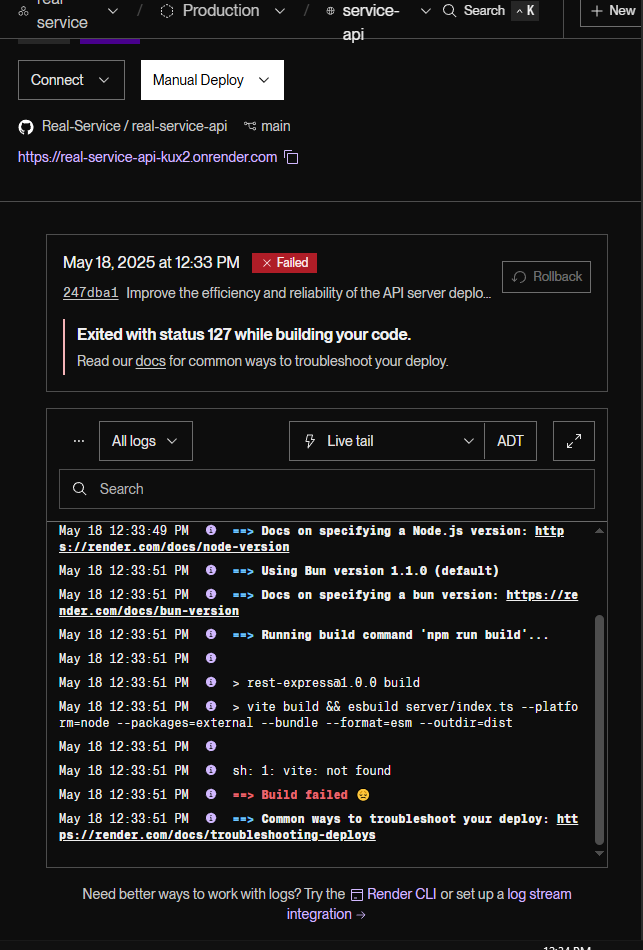 real
service
/
Production
/
service-
api
Search
K
+ New
Connect
Manual Deploy
Real-Service / real-service-api
main
https://real-service-api-kux2.onrender.com
May 18, 2025 at 12:33 PM
Failed
Rollback
247dba1 Improve the efficiency and reliability of the API server deplo...
Exited with status 127 while building your code.
Read our docs for common ways to troubleshoot your deploy.
...
All logs
Live tail
ADT
Search
May 18 12:33:49 PM ==> Docs on specifying a Node.js version: http
s://render.com/docs/node-version
May 18 12:33:51 PM ==> Using Bun version 1.1.0 (default)
May 18 12:33:51 PM ==> Docs on specifying a bun version: https://re
nder.com/docs/bun-version
May 18 12:33:51 PM ==> Running build command 'npm run build'...
May 18 12:33:51 PM
May 18 12:33:51 PM > rest-express@1.0.0 build
May 18 12:33:51 PM > vite build && esbuild server/index.ts --platfo
rm=node --packages=external --bundle --format=esm --outdir=dist
May 18 12:33:51 PM
May 18 12:33:51 PM sh: 1: vite: not found
May 18 12:33:51 PM ==> Build failed 😔
May 18 12:33:51 PM ==> Common ways to troubleshoot your deploy: htt
ps://render.com/docs/troubleshooting-deploys
Need better ways to work with logs? Try the Render CLI or set up a log stream
integration →